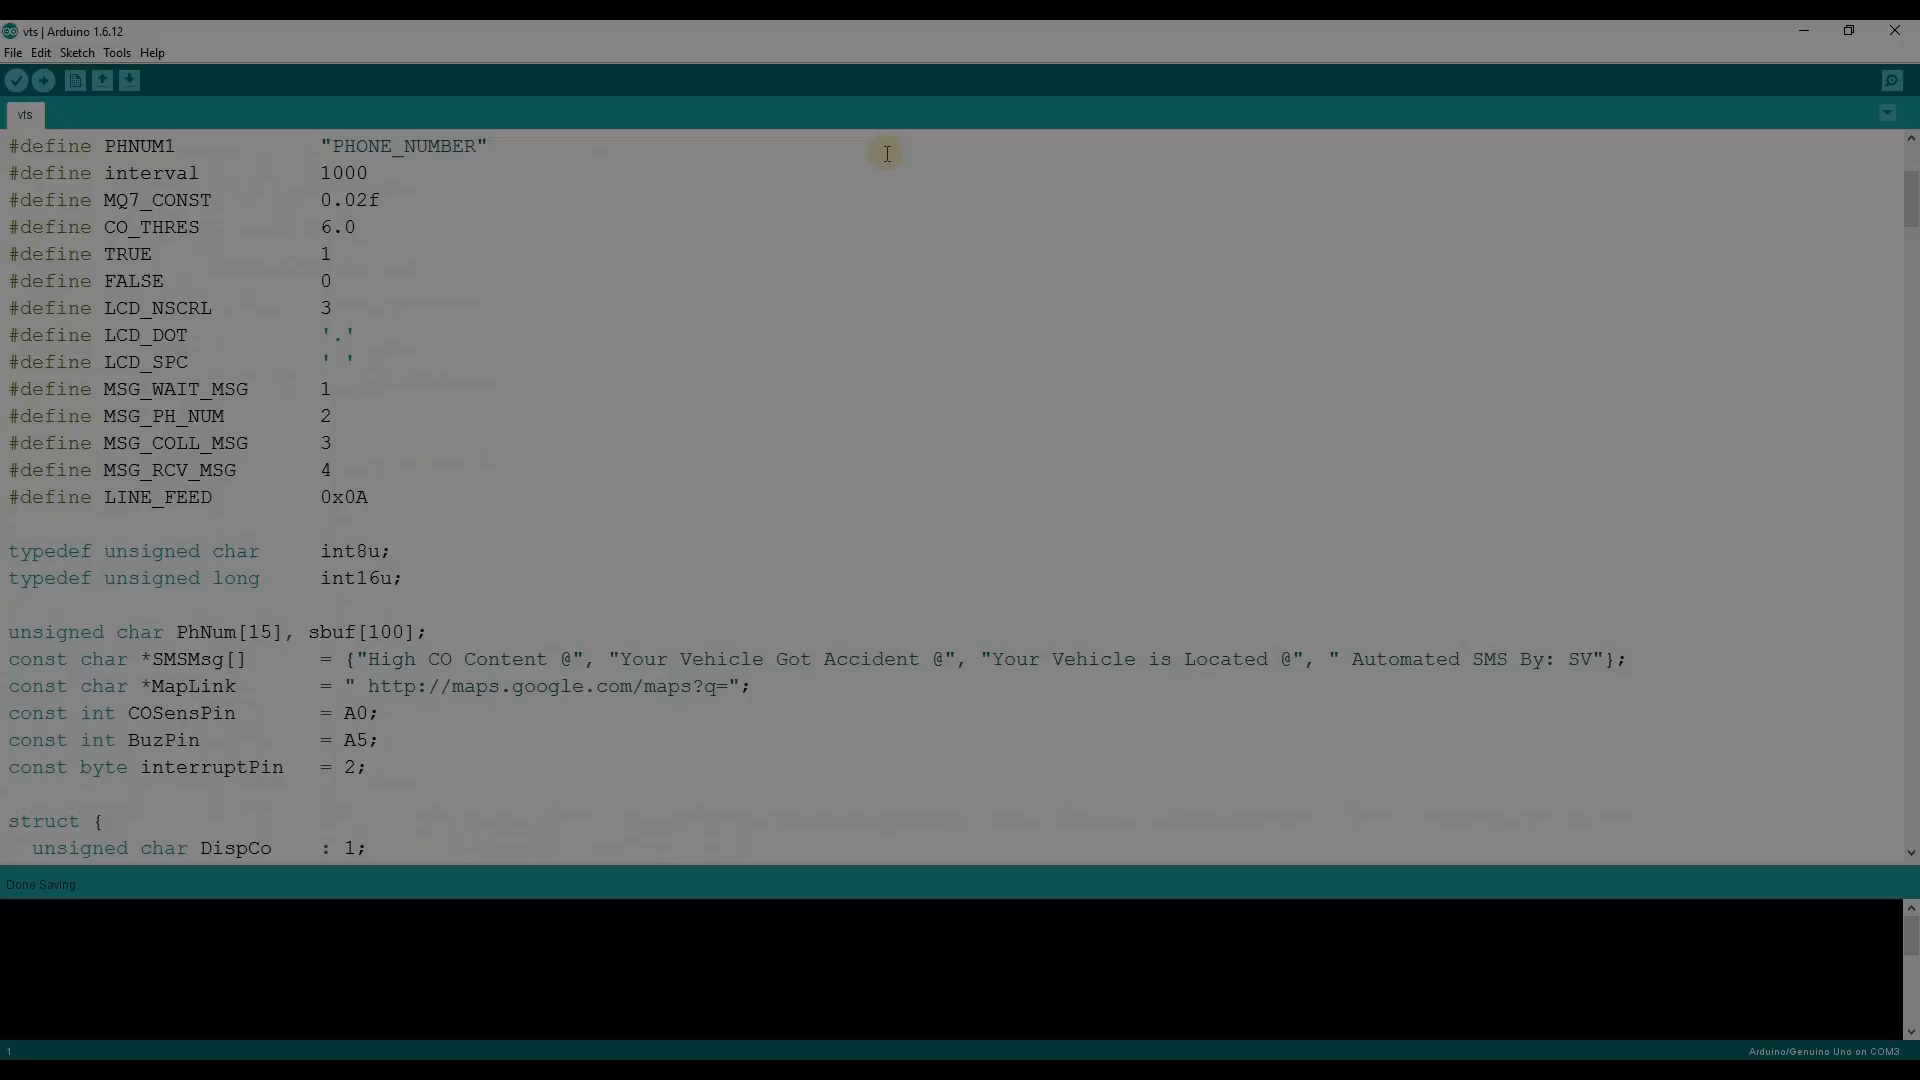 vts | Arduino 1.6.12
File Edit Sketch Tools Help
vts
#define PHNUM1 "PHONE_NUMBER"
#define interval 1000
#define MQ7_CONST 0.02f
#define CO_THRES 6.0
#define TRUE 1
#define FALSE 0
#define LCD_NSCRL 3
#define LCD_DOT '.'
#define LCD_SPC ' '
#define MSG_WAIT_MSG 1
#define MSG_PH_NUM 2
#define MSG_COLL_MSG 3
#define MSG_RCV_MSG 4
#define LINE_FEED 0x0A
typedef unsigned char int8u;
typedef unsigned long int16u;
unsigned char PhNum[15], sbuf[100];
const char *SMSMsg[] = {"High CO Content @", "Your Vehicle Got Accident @", "Your Vehicle is Located @", " Automated SMS By: SV"};
const char *MapLink = " http://maps.google.com/maps?q=";
const int COSensPin = A0;
const int BuzPin = A5;
const byte interruptPin = 2;
struct {
unsigned char DispCo : 1;
Done Saving.
1
Arduino/Genuino Uno on COM3